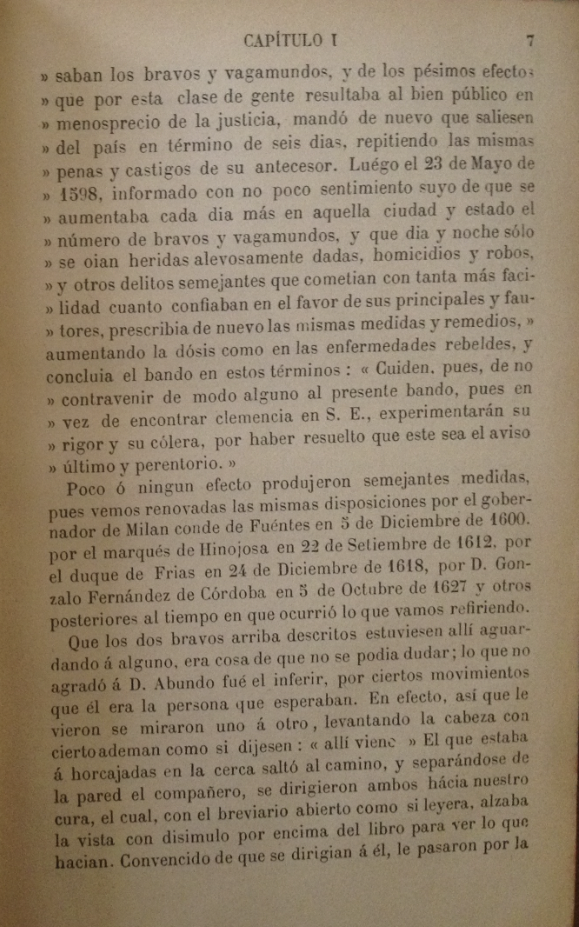 CAPÍTULO I 7
» saban los bravos y vagamundos, y de los pésimos efectos
» que por esta clase de gente resultaba al bien público en
» menosprecio de la justicia, mandó de nuevo que saliesen
» del país en término de seis dias, repitiendo las mismas
» penas y castigos de su antecesor. Luégo el 23 de Mayo de
» 1598, informado con no poco sentimiento suyo de que se
» aumentaba cada dia más en aquella ciudad y estado el
» número de bravos y vagamundos, y que dia y noche sólo
» se oian heridas alevosamente dadas, homicidios y robos,
» y otros delitos semejantes que cometian con tanta más faci-
» lidad cuanto confiaban en el favor de sus principales y fau-
» tores, prescribia de nuevo las mismas medidas y remedios, »
aumentando la dósis como en las enfermedades rebeldes, y
concluia el bando en estos términos : « Cuiden, pues, de no
» contravenir de modo alguno al presente bando, pues en
» vez de encontrar clemencia en S. E., experimentarán su
» rigor y su cólera, por haber resuelto que este sea el aviso
» último y perentorio. »
Poco ó ningun efecto produjeron semejantes medidas,
pues vemos renovadas las mismas disposiciones por el gober-
nador de Milan conde de Fuéntes en 5 de Diciembre de 1600.
por el marqués de Hinojosa en 22 de Setiembre de 1612. por
el duque de Frias en 24 de Diciembre de 1618, por D. Gon-
zalo Fernández de Córdoba en 5 de Octubre de 1627 y otros
posteriores al tiempo en que ocurrió lo que vamos refiriendo.
Que los dos bravos arriba descritos estuviesen allí aguar-
dando á alguno, era cosa de que no se podia dudar; lo que no
agradó á D. Abundo fué el inferir, por ciertos movimientos
que él era la persona que esperaban. En efecto, así que le
vieron se miraron uno á otro, levantando la cabeza con
cierto ademan como si dijesen : « allí viene » El que estaba
á horcajadas en la cerca saltó al camino, y separándose de
la pared el compañero, se dirigieron ambos hácia nuestro
cura, el cual, con el breviario abierto como si leyera, alzaba
la vista con disimulo por encima del libro para ver lo que
hacian. Convencido de que se dirigian á él, le pasaron por la